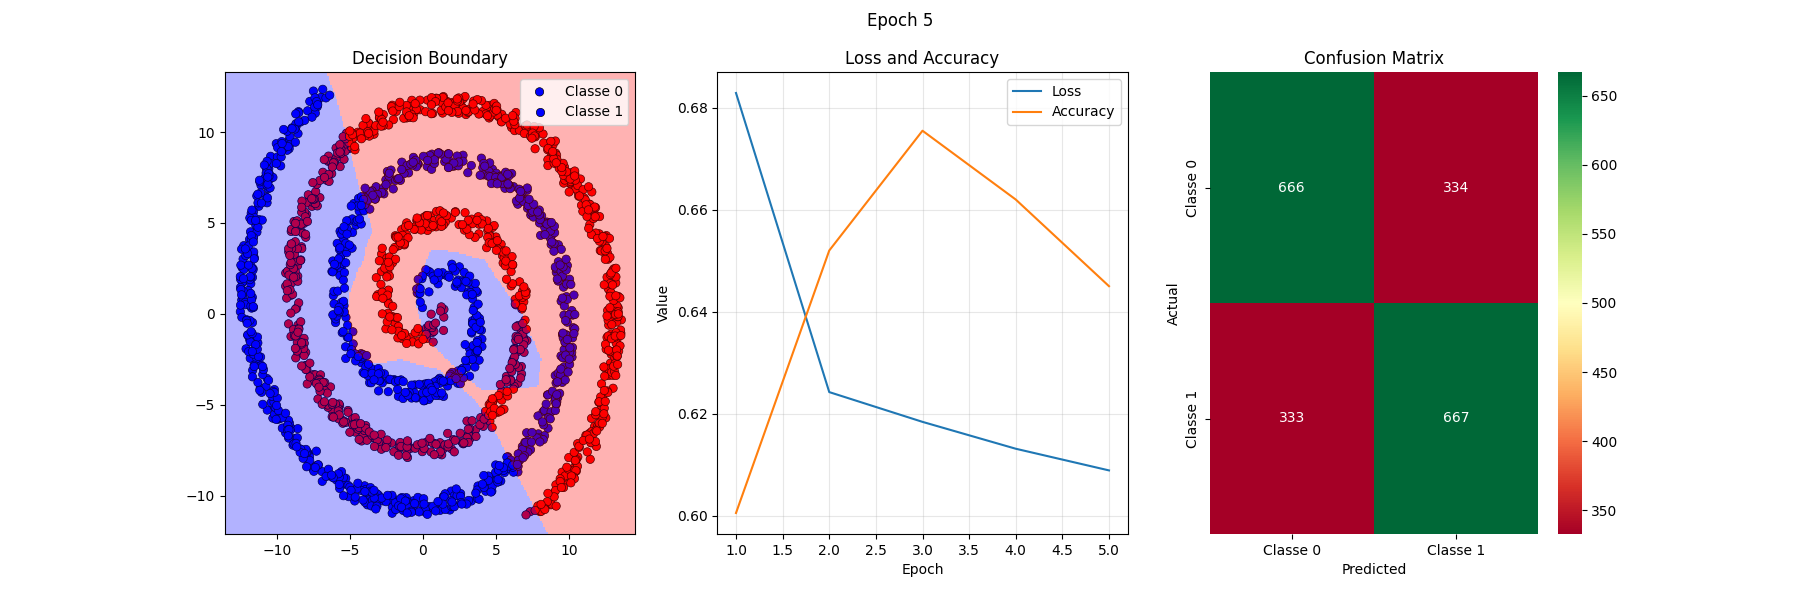 Epoch 5
Decision Boundary
Classe 0
Classe 1
10
5
0
−5
−10
−10
−5
0
5
10
Loss and Accuracy
Loss
Accuracy
Value
0.68
0.66
0.64
0.62
0.60
1.0
1.5
2.0
2.5
3.0
3.5
4.0
4.5
5.0
Epoch
Confusion Matrix
Actual
Classe 0
Classe 1
666
334
333
667
Classe 0
Classe 1
Predicted
650
600
550
500
450
400
350